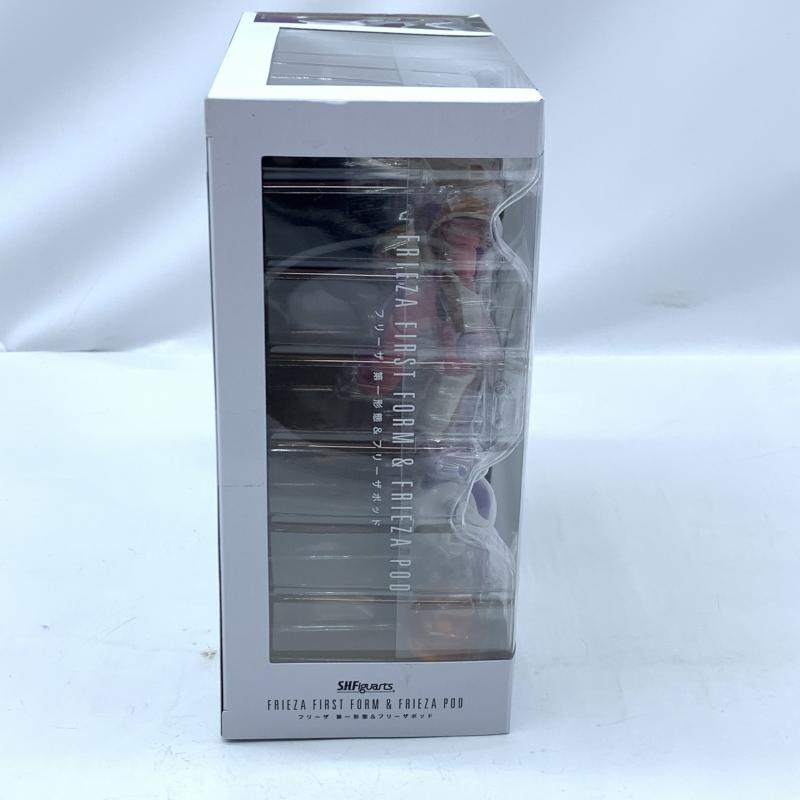 FRIEZA FIRST FORM & FRIEZA POD
フリーザ第一形態&フリーザポッド
S.H.Figuarts
FRIEZA FIRST FORM & FRIEZA POD
フリーザ 第一形態&フリーザポッド